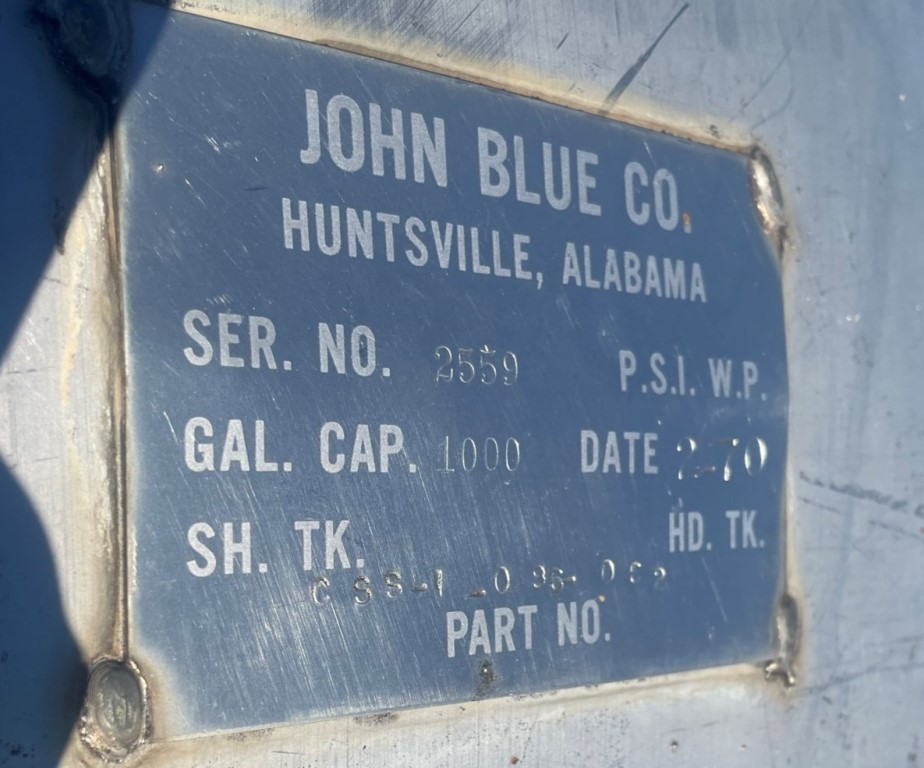 JOHN BLUE CO.
HUNTSVILLE, ALABAMA
SER. NO. 2559 P.S.I. W.P.
GAL. CAP. 1000 DATE 2-70
SH. TK. HD. TK.
PART NO.